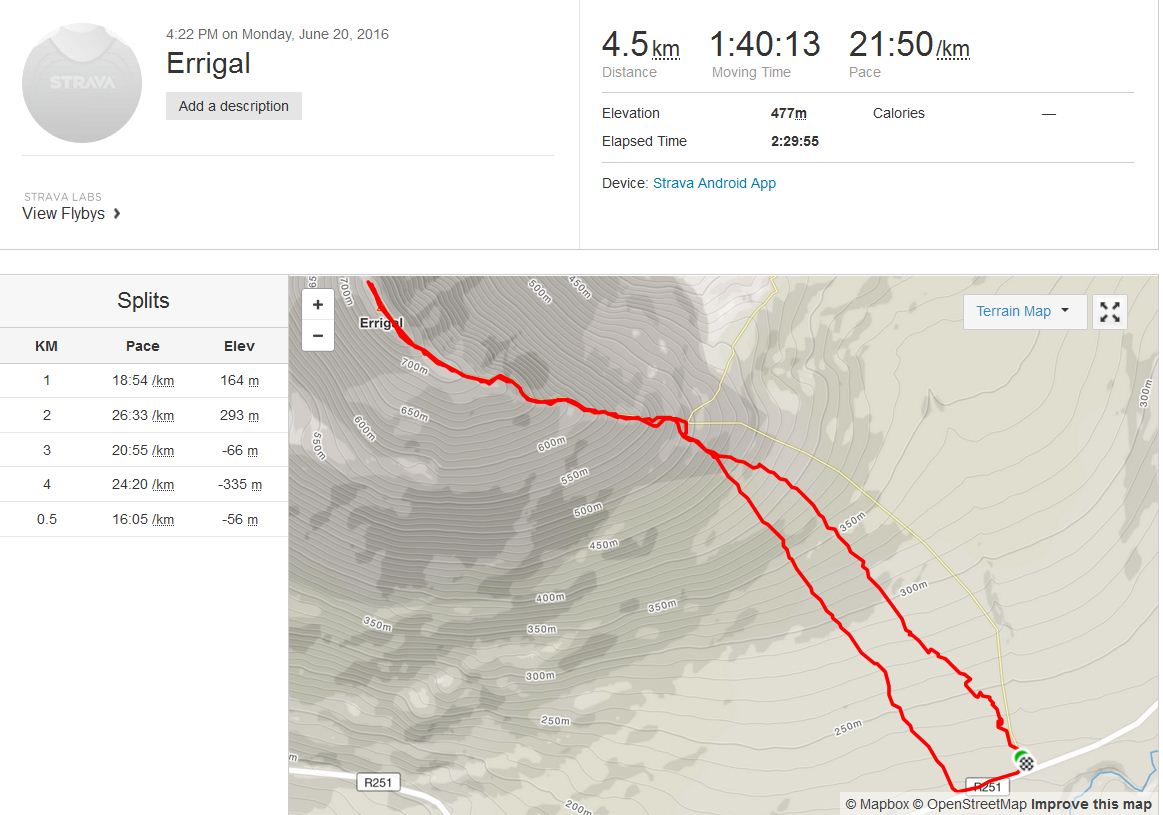 STRAVA
4:22 PM on Monday, June 20, 2016
Errigal
Add a description
STRAVA LABS
View Flybys
4.5 km 1:40:13 21:50 /km
Distance Moving Time Pace
Elevation 477m Calories —
Elapsed Time 2:29:55
Device: Strava Android App
Splits
KM Pace Elev
1 18:54 /km 164 m
2 26:33 /km 293 m
3 20:55 /km -66 m
4 24:20 /km -335 m
0.5 16:05 /km -56 m
+
−
Terrain Map
700m
500m
450m
Errigal
700m
650m
600m
550m
600m
550m
500m
450m
400m
350m
350m
350m
300m
250m
350m
300m
300m
250m
200m
R251
R251
© Mapbox © OpenStreetMap Improve this map